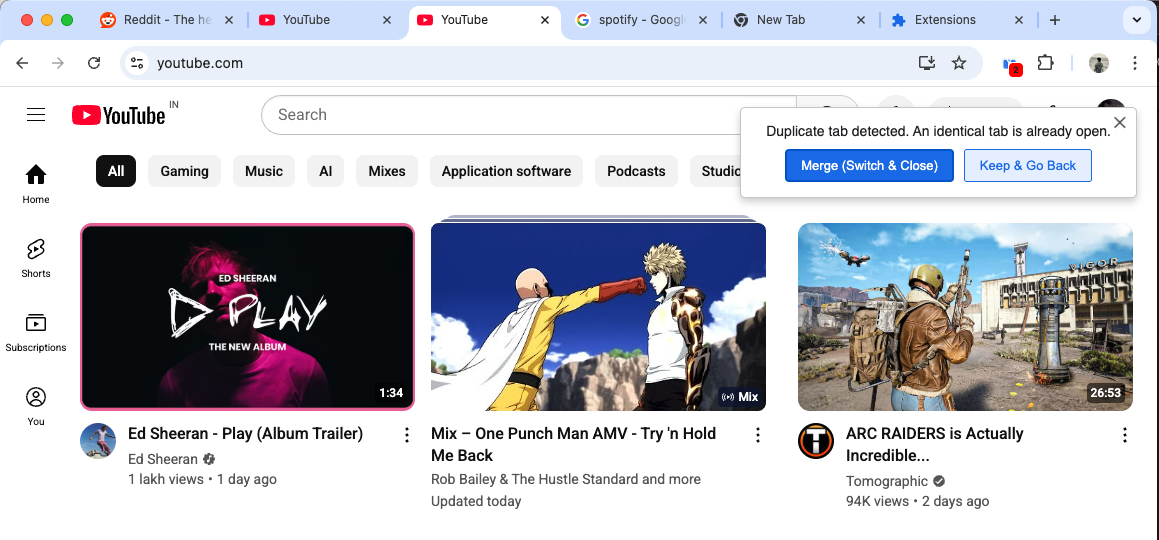 Reddit - The he
YouTube
YouTube
spotify - Google
New Tab
Extensions
youtube.com
2
YouTube IN
Search
Duplicate tab detected. An identical tab is already open.
Merge (Switch & Close)
Keep & Go Back
All
Gaming
Music
AI
Mixes
Application software
Podcasts
Studio
Home
Shorts
Subscriptions
You
ED SHEERAN
PLAY
THE NEW ALBUM
1:34
Mix
VIGOR
26:53
Ed Sheeran - Play (Album Trailer)
Ed Sheeran
1 lakh views • 1 day ago
Mix – One Punch Man AMV - Try 'n Hold
Me Back
Rob Bailey & The Hustle Standard and more
Updated today
ARC RAIDERS is Actually
Incredible...
Tomographic
94K views • 2 days ago